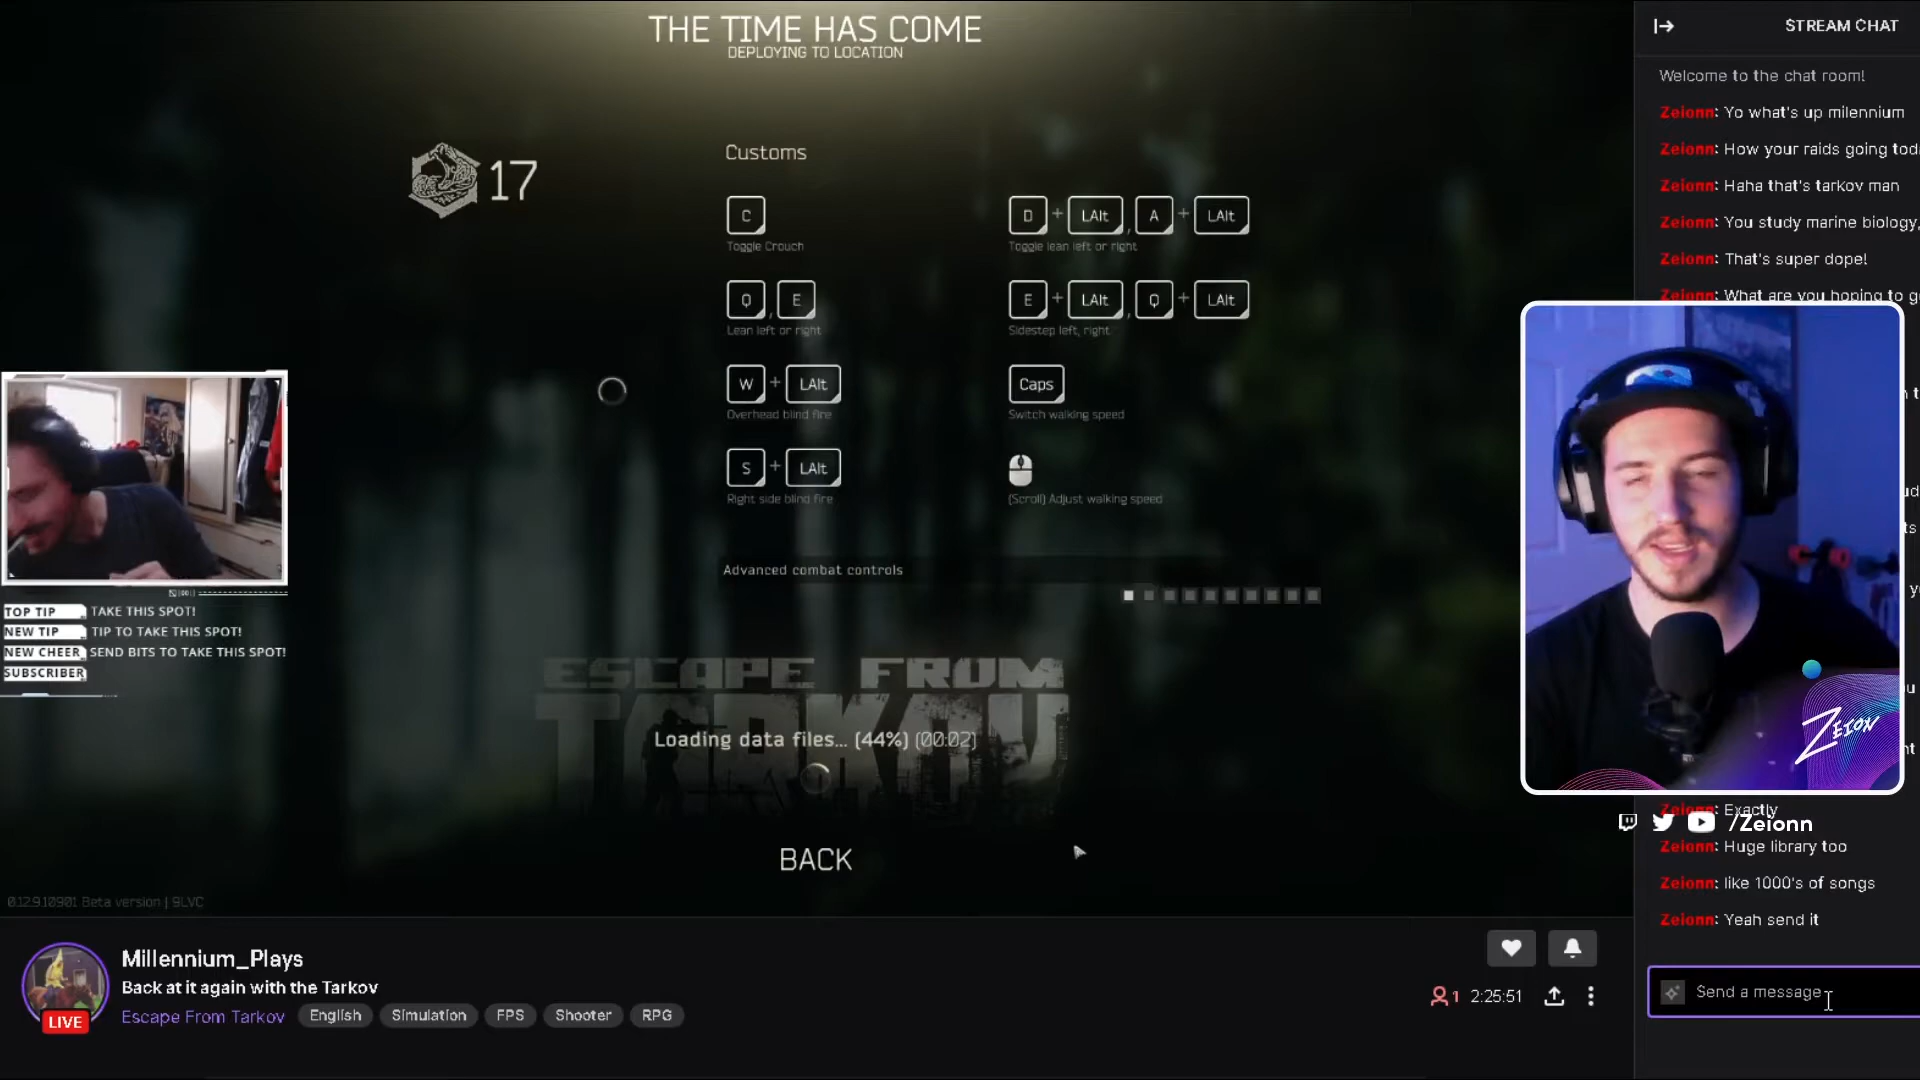 THE TIME HAS COME
DEPLOYING TO LOCATION
17
Customs
C
Toggle Crouch
D + LAlt, A + LAlt
Toggle lean left or right
Q, E
Lean left or right
E + LAlt, Q + LAlt
Sidestep left, right
W + LAlt
Overhead blind fire
Caps
Switch walking speed
S + LAlt
Right side blind fire
(Scroll) Adjust walking speed
Advanced combat controls
ESCAPE FROM
TARKOV
Loading data files... (44%) (00:02)
BACK
TOP TIP TAKE THIS SPOT!
NEW TIP TIP TO TAKE THIS SPOT!
NEW CHEER SEND BITS TO TAKE THIS SPOT!
SUBSCRIBER
0.12.9.10901 Beta version | 9LVC
Millennium_Plays
Back at it again with the Tarkov
LIVE
Escape From Tarkov English Simulation FPS Shooter RPG
1 2:25:51
STREAM CHAT
Welcome to the chat room!
Zeionn: Yo what's up milennium
Zeionn: How your raids going tod
Zeionn: Haha that's tarkov man
Zeionn: You study marine biology,
Zeionn: That's super dope!
Zeionn: What are you hoping to g
ZEION
Zeionn: Exactly
/Zeionn
Zeionn: Huge library too
Zeionn: like 1000's of songs
Zeionn: Yeah send it
Send a message